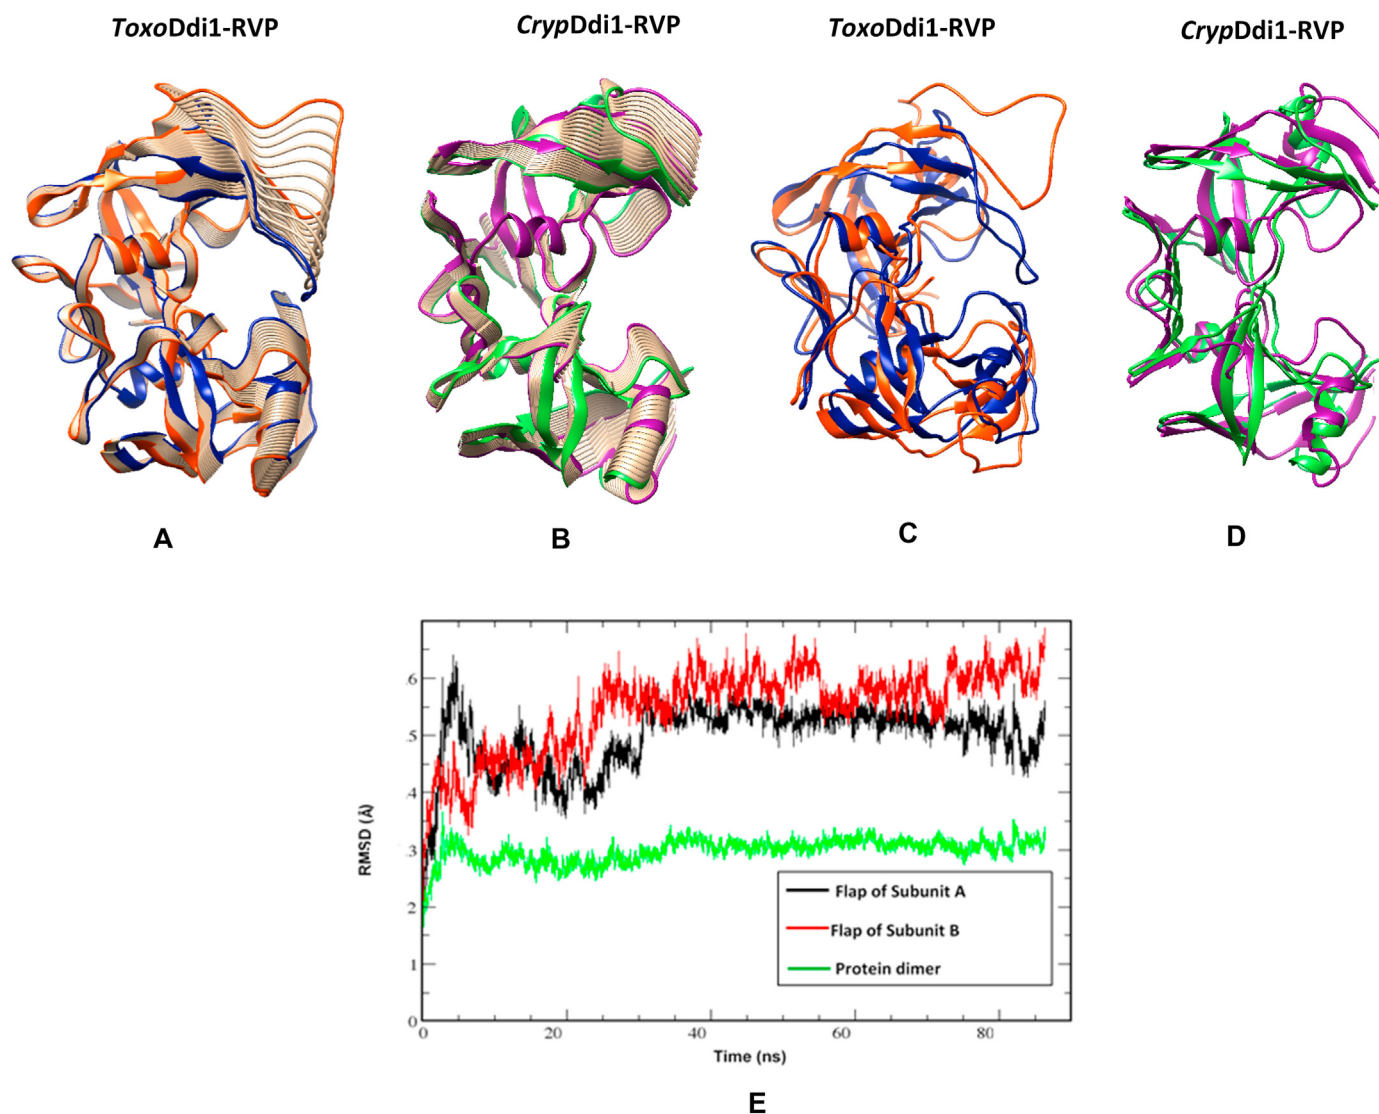 ToxoDdi1-RVP
CrypDdi1-RVP
ToxoDdi1-RVP
CrypDdi1-RVP
A
B
C
D
.6
.5
.4
.3
2
1
0
RMSD (Å)
Flap of Subunit A
Flap of Subunit B
Protein dimer
0
20
40
60
80
Time (ns)
E